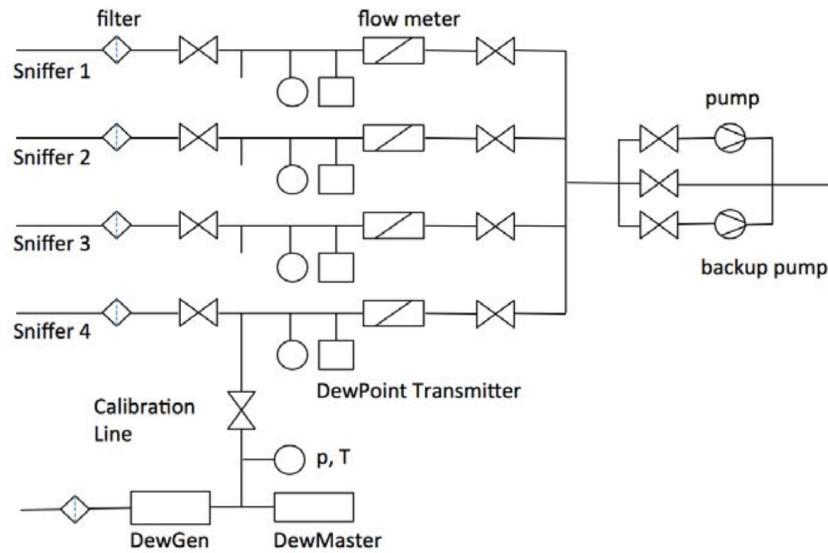 filter
flow meter
Sniffer 1
pump
Sniffer 2
Sniffer 3
backup pump
Sniffer 4
DewPoint Transmitter
Calibration
Line
p, T
DewGen
DewMaster